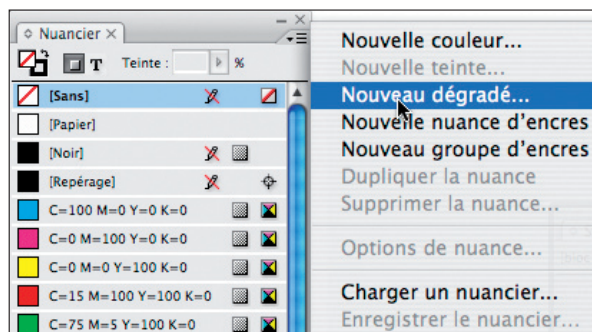 Nuancier
T Teinte : %
[Sans]
[Papier]
[Noir]
[Repérage]
C=100 M=0 Y=0 K=0
C=0 M=100 Y=0 K=0
C=0 M=0 Y=100 K=0
C=15 M=100 Y=100 K=0
C=75 M=5 Y=100 K=0
Nouvelle couleur...
Nouvelle teinte...
Nouveau dégradé...
Nouvelle nuance d'encres
Nouveau groupe d'encres
Dupliquer la nuance
Supprimer la nuance...
Options de nuance...
Charger un nuancier...
Enregistrer le nuancier...